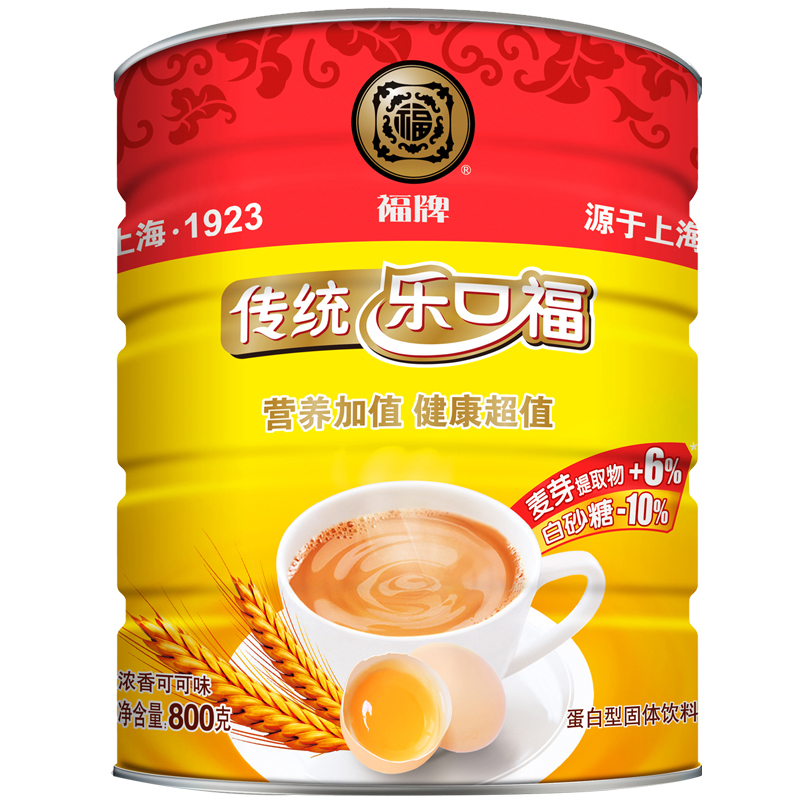 福
®
福牌
上海·1923
源于上海
传统 乐口福
营养加值 健康超值
麦芽提取物+6%*
白砂糖-10%
浓香可可味
净含量:800克
蛋白型固体饮料